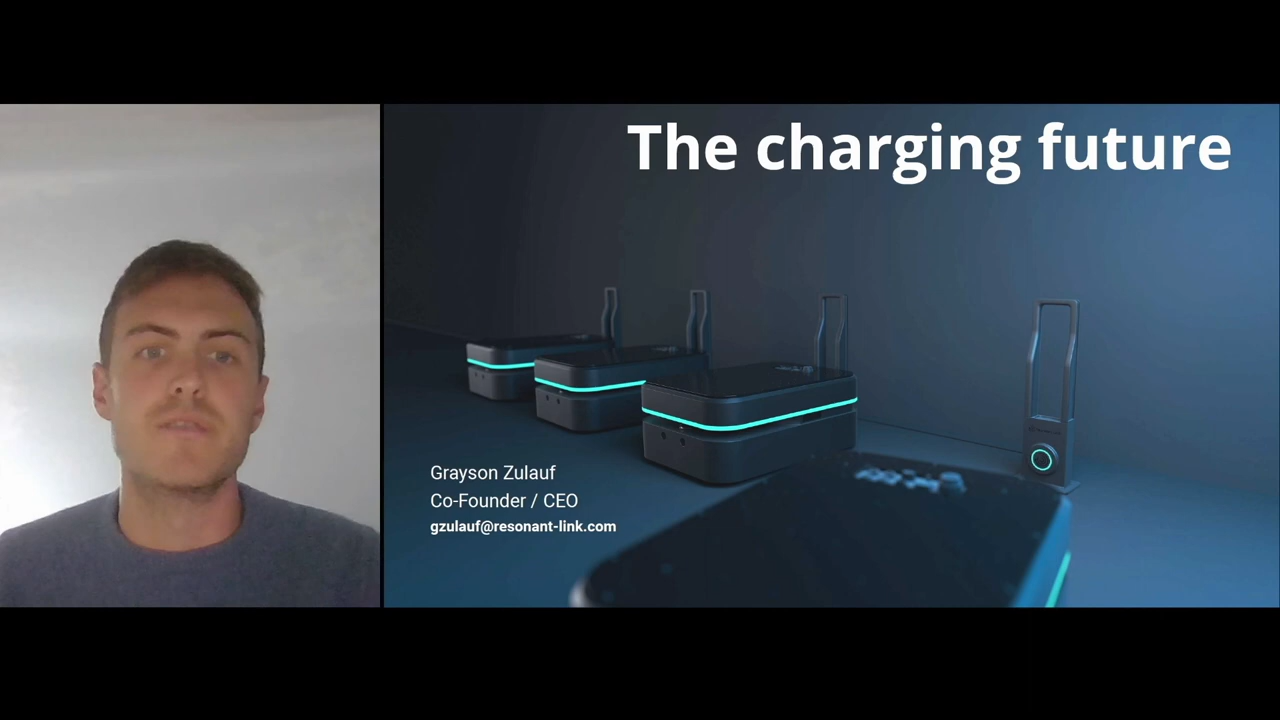 The charging future
Grayson Zulauf
Co-Founder / CEO
gzulauf@resonant-link.com